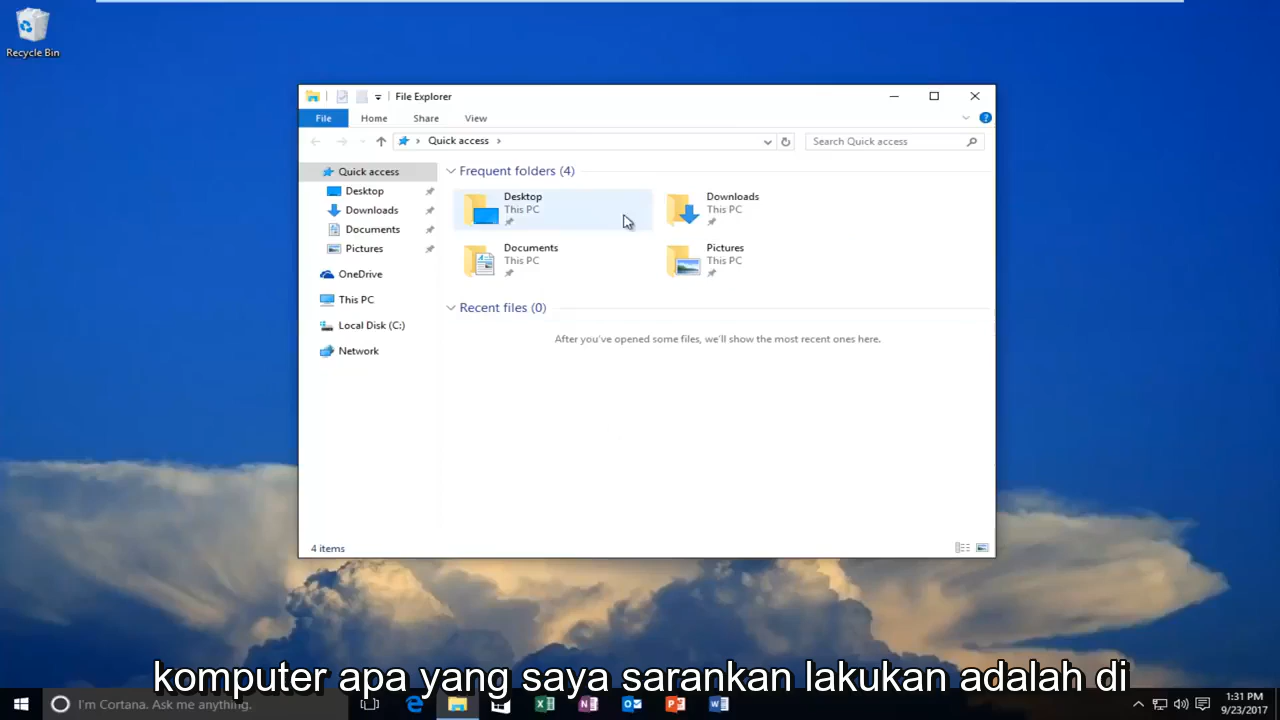 Recycle Bin
File Explorer
File Home Share View
Quick access
Search Quick access
Quick access
Desktop
Downloads
Documents
Pictures
OneDrive
This PC
Local Disk (C:)
Network
Frequent folders (4)
Desktop
This PC
Downloads
This PC
Documents
This PC
Pictures
This PC
Recent files (0)
After you've opened some files, we'll show the most recent ones here.
4 items
komputer apa yang saya sarankan lakukan adalah di
I'm Cortana. Ask me anything.
1:31 PM
9/23/2017